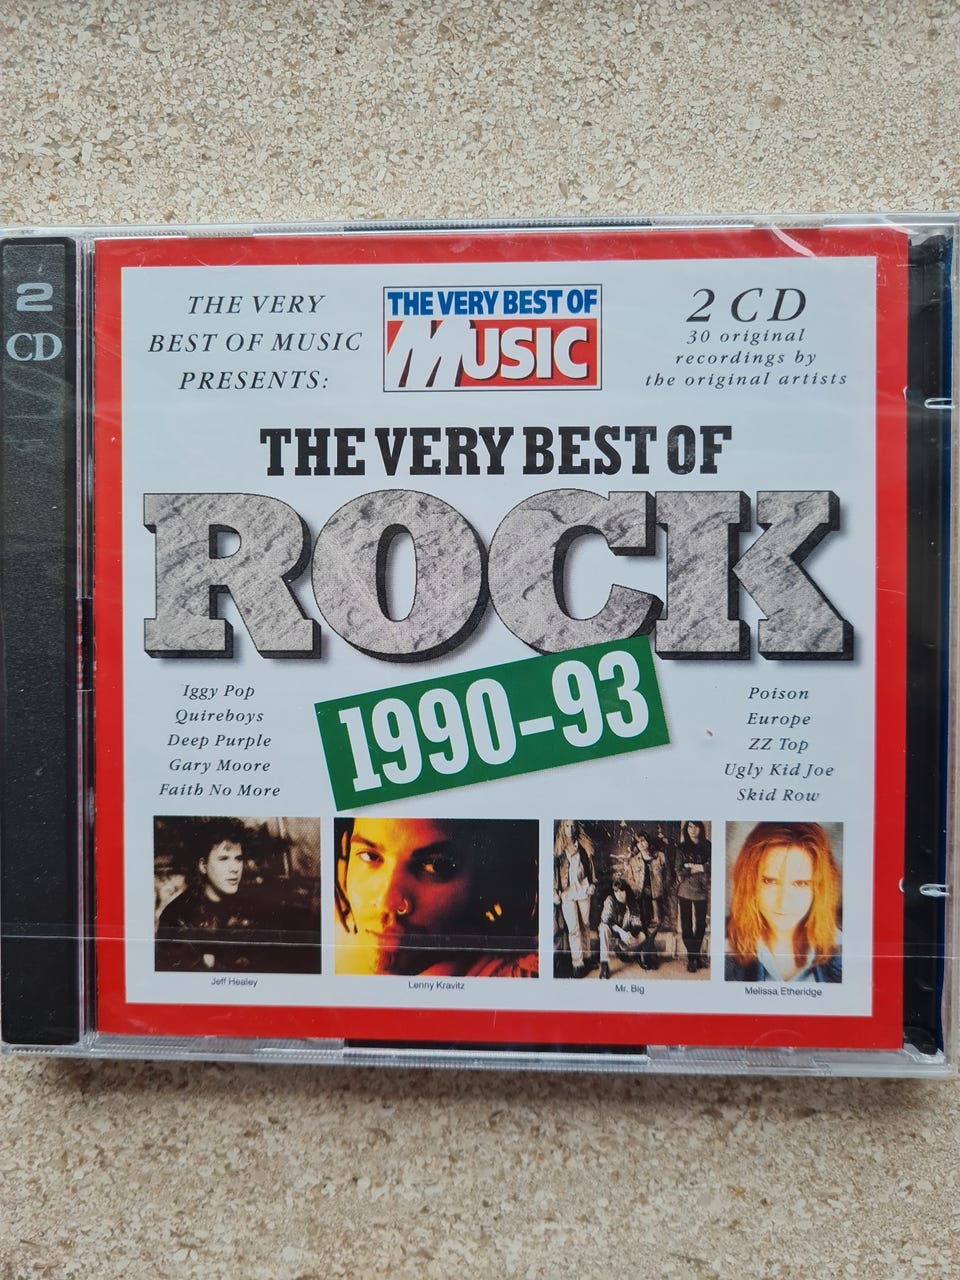 2
CD
THE VERY
BEST OF MUSIC
PRESENTS:
THE VERY BEST OF
MUSIC
2 CD
30 original
recordings by
the original artists
THE VERY BEST OF
ROCK
1990-93
Iggy Pop
Quireboys
Deep Purple
Gary Moore
Faith No More
Poison
Europe
ZZ Top
Ugly Kid Joe
Skid Row
Jeff Healey
Lenny Kravitz
Mr. Big
Melissa Etheridge